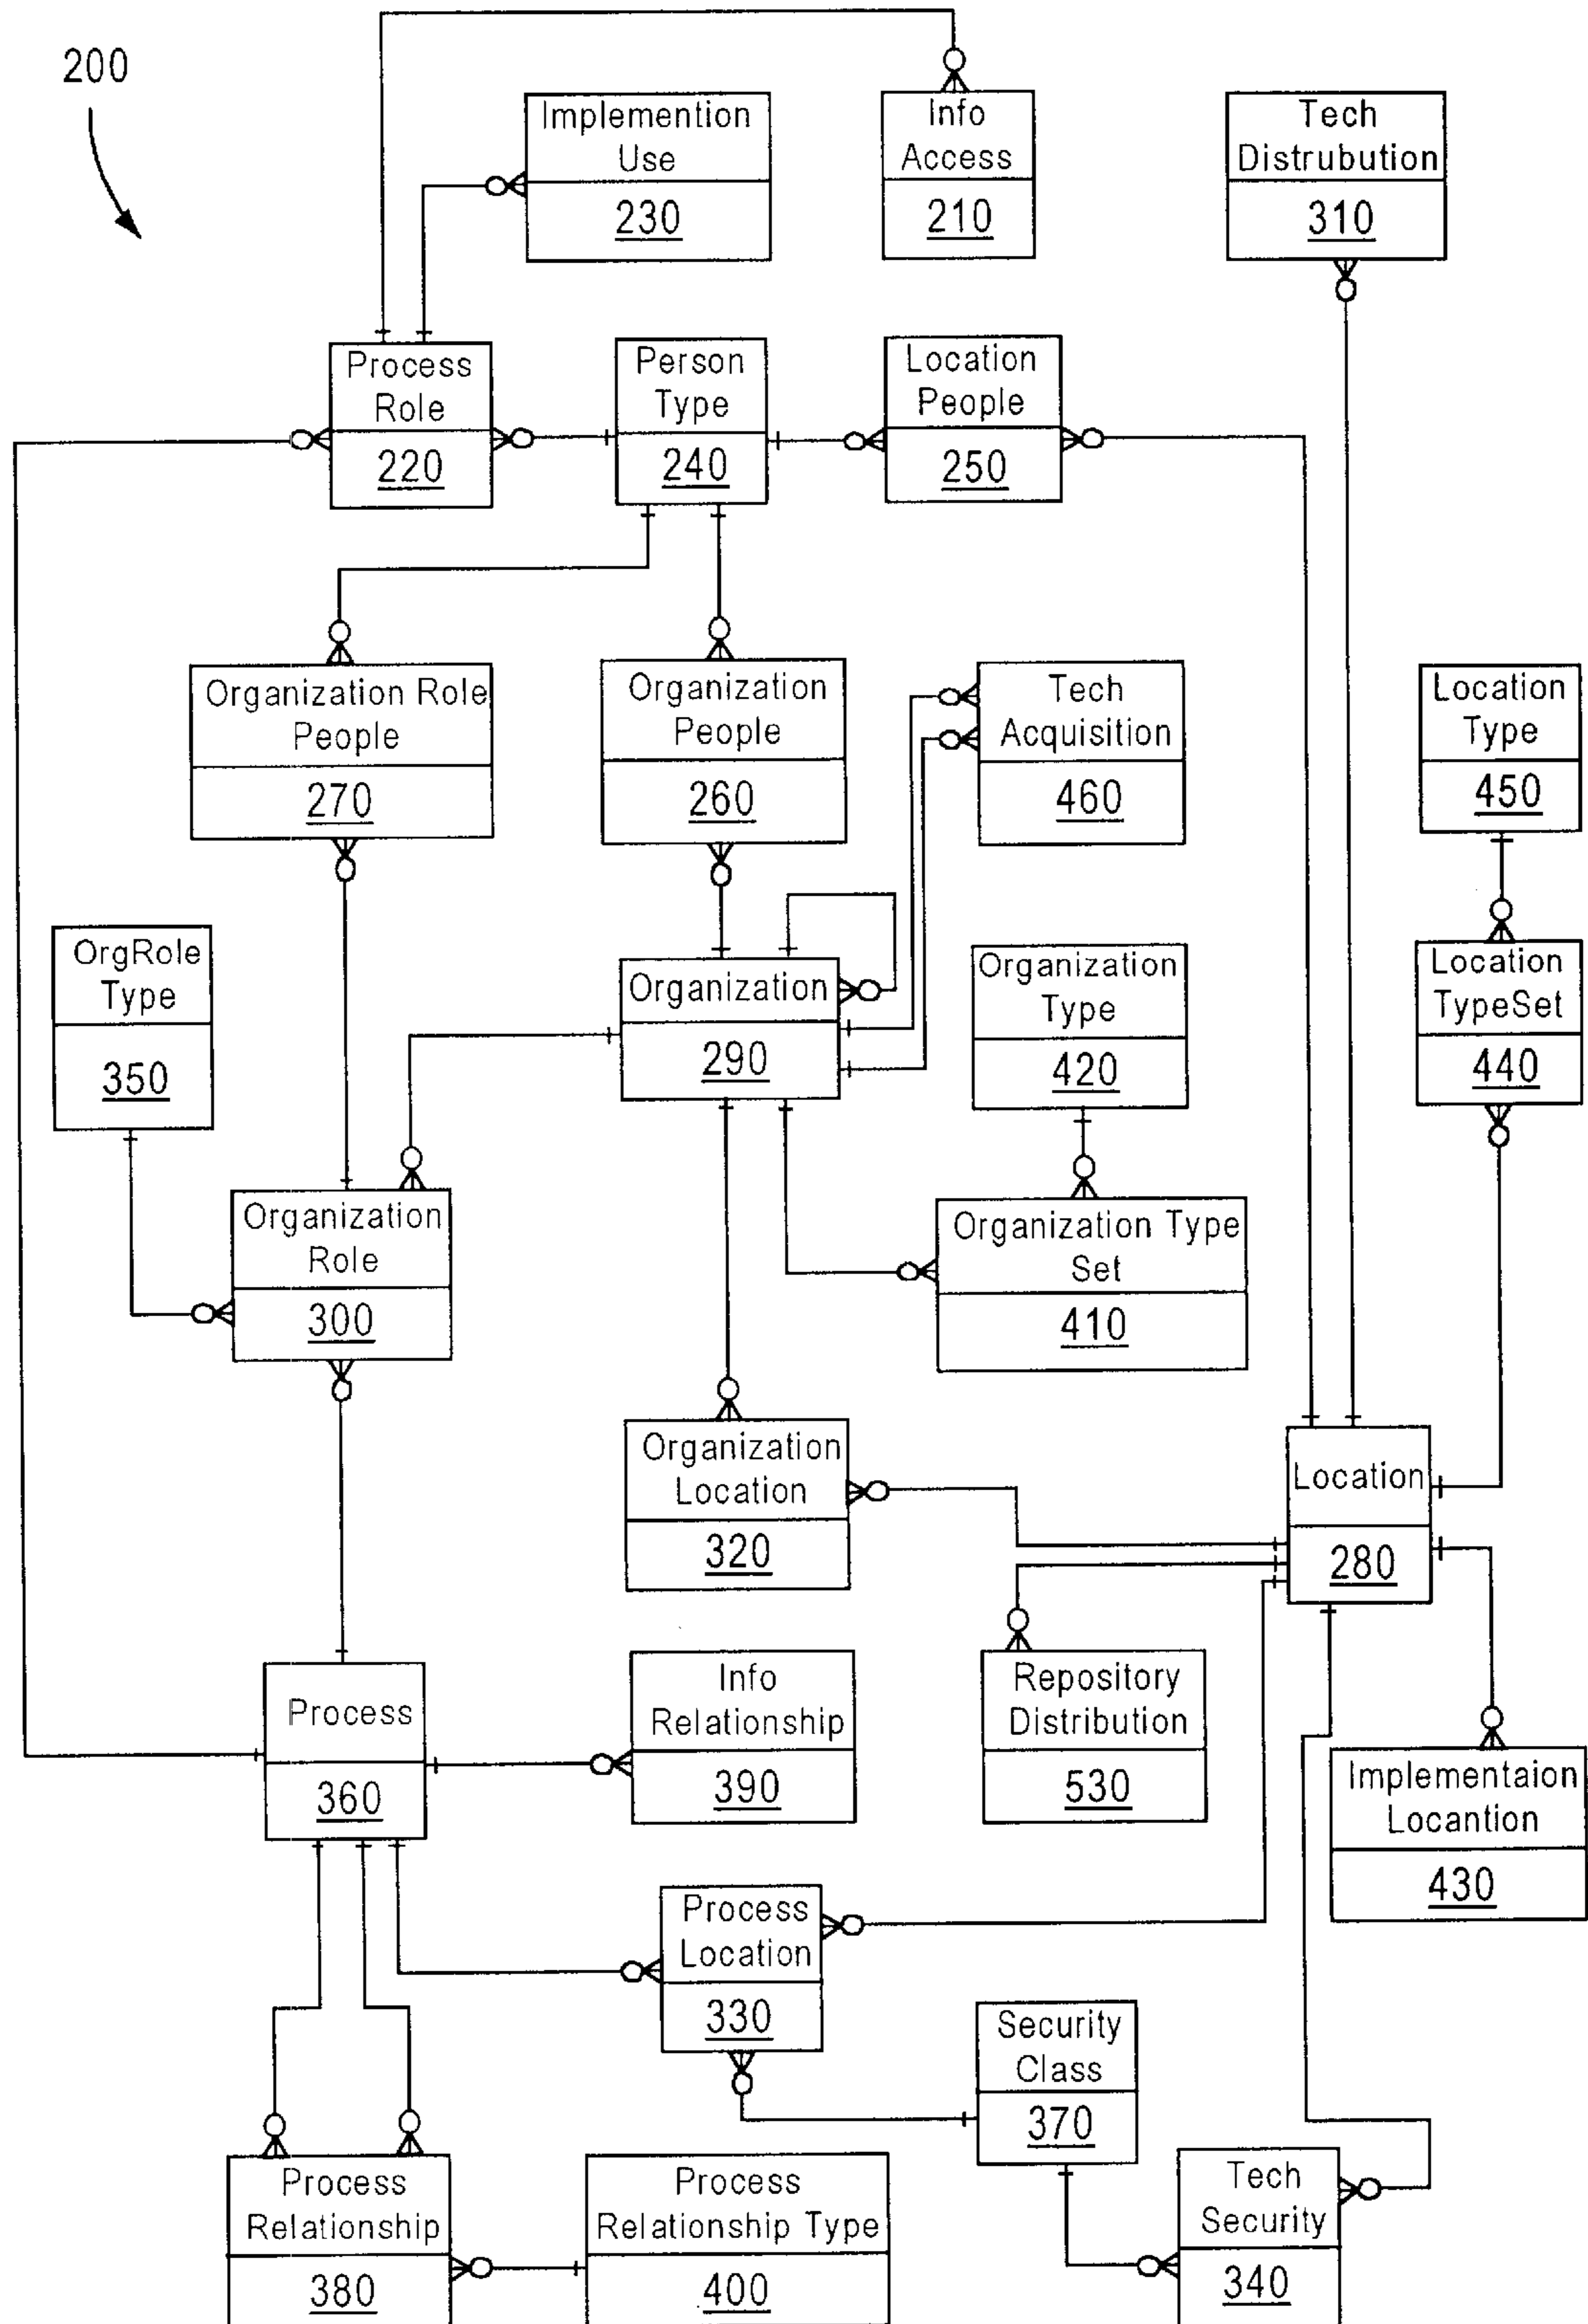 200
Implemention
Use
230
Info
Access
210
Tech
Distrubution
310
Process
Role
220
Person
Type
240
Location
People
250
Organization Role
People
270
Organization
People
260
Tech
Acquisition
460
Location
Type
450
OrgRole
Type
350
Organization
290
Organization
Type
420
Location
TypeSet
440
Organization
Role
300
Organization Type
Set
410
Organization
Location
320
Location
280
Process
360
Info
Relationship
390
Repository
Distribution
530
Implementaion
Locantion
430
Process
Location
330
Security
Class
370
Process
Relationship
380
Process
Relationship Type
400
Tech
Security
340